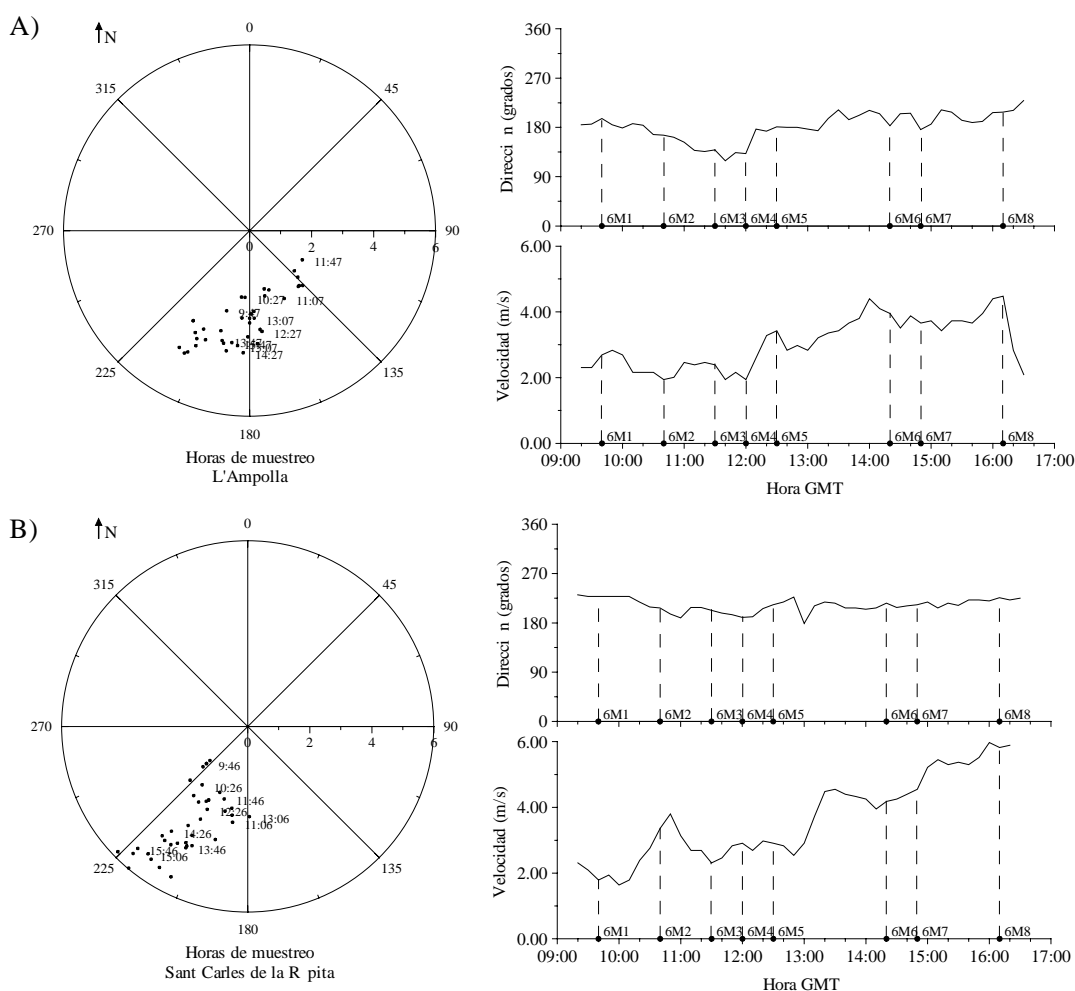 A)
N
0
315
45
270
90
0
2
4
6
11:47
10:27
11:07
13:07
12:27
14:27
225
135
180
Horas de muestreo
L'Ampolla
360
270
180
90
0
Direcci n (grados)
6M1
6M2
6M3
6M4
6M5
6M6
6M7
6M8
6.00
4.00
2.00
0.00
Velocidad (m/s)
6M1
6M2
6M3
6M4
6M5
6M6
6M7
6M8
09:00
10:00
11:00
12:00
13:00
14:00
15:00
16:00
17:00
Hora GMT
B)
N
0
315
45
270
90
0
2
4
6
9:46
10:26
11:46
12:26
13:06
11:06
14:26
13:46
15:46
15:06
225
135
180
Horas de muestreo
Sant Carles de la R pita
360
270
180
90
0
Direcci n (grados)
6M1
6M2
6M3
6M4
6M5
6M6
6M7
6M8
6.00
4.00
2.00
0.00
Velocidad (m/s)
6M1
6M2
6M3
6M4
6M5
6M6
6M7
6M8
09:00
10:00
11:00
12:00
13:00
14:00
15:00
16:00
17:00
Hora GMT